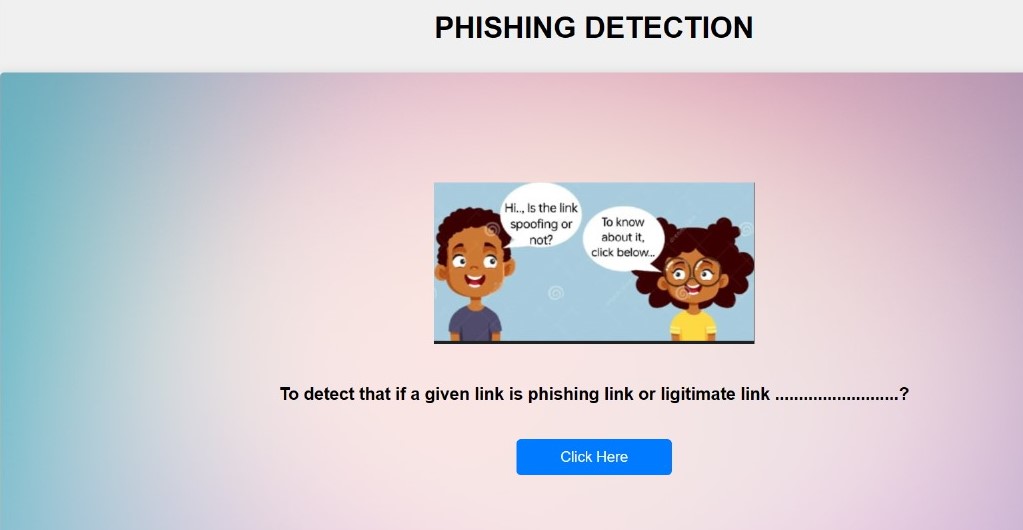 PHISHING DETECTION
Hi.., Is the link
spoofing or
not?
To know
about it,
click below...
To detect that if a given link is phishing link or ligitimate link ..........................?
Click Here